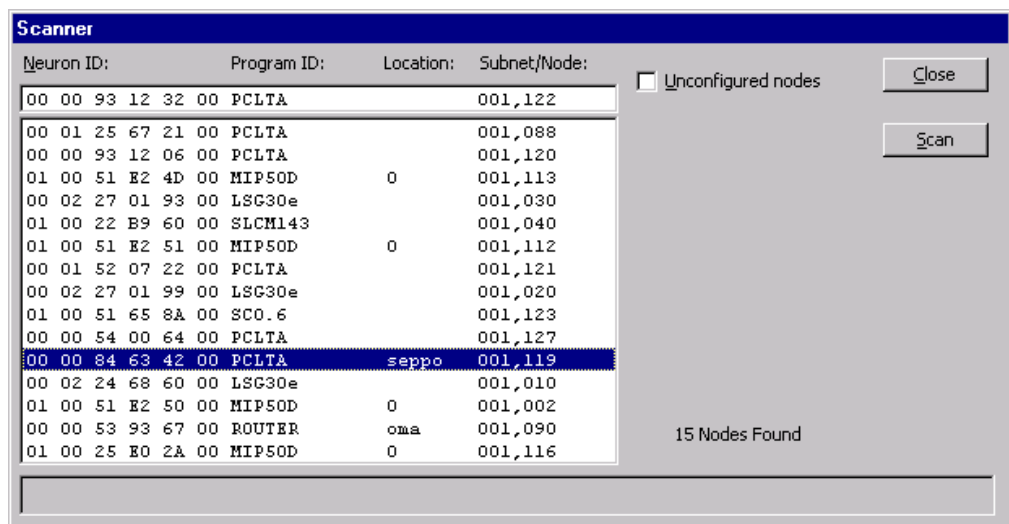 Scanner
Neuron ID: Program ID: Location: Subnet/Node:
Unconfigured nodes
Close
00 00 93 12 32 00 PCLTA 001,122
Scan
00 01 25 67 21 00 PCLTA 001,088
00 00 93 12 06 00 PCLTA 001,120
01 00 51 E2 4D 00 MIP50D 0 001,113
00 02 27 01 93 00 LSG30e 001,030
01 00 22 B9 60 00 SLCM143 001,040
01 00 51 E2 51 00 MIP50D 0 001,112
00 01 52 07 22 00 PCLTA 001,121
00 02 27 01 99 00 LSG30e 001,020
01 00 51 65 8A 00 SC0.6 001,123
00 00 54 00 64 00 PCLTA 001,127
00 00 84 63 42 00 PCLTA seppo 001,119
00 02 24 68 60 00 LSG30e 001,010
01 00 51 E2 50 00 MIP50D 0 001,002
00 00 53 93 67 00 ROUTER oma 001,090
01 00 25 E0 2A 00 MIP50D 0 001,116
15 Nodes Found